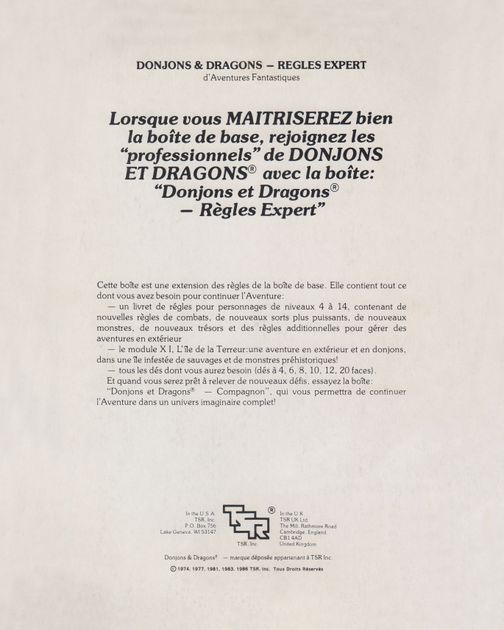 DONJONS & DRAGONS — REGLES EXPERT
d'Aventures Fantastiques
Lorsque vous MAITRISEREZ bien
la boîte de base, rejoignez les
"professionnels" de DONJONS
ET DRAGONS® avec la boîte:
"Donjons et Dragons®
— Règles Expert"
Cette boîte est une extension des règles de la boîte de base. Elle contient tout ce
dont vous avez besoin pour continuer l'Aventure:
— un livret de régles pour personnages de niveaux 4 à 14, contenant de
nouvelles règles de combats, de nouveaux sorts plus puissants, de nouveaux
monstres, de nouveaux trésors et des règles additionnelles pour gérer des
aventures en extérieur
— le module X I, L'île de la Terreur:une aventure en extérieur et en donjons,
dans une île infestée de sauvages et de monstres préhistoriques!
— tous les dés dont vous aurez besoin (dés à 4, 6, 8, 10, 12, 20 faces).
Et quand vous serez prêt à relever de nouveaux défis, essayez la boîte:
"Donjons et Dragons® — Compagnon", qui vous permettra de continuer
l'Aventure dans un univers imaginaire complet!
In the U S A
TSR, Inc.
P.O. Box 756
Lake Geneva, WI 53147
TSR®
TSR, Inc.
In the U K
TSR UK Ltd.
The Mill, Rathmore Road
Cambridge, England
CB1 4AD
United Kingdom
Donjons & Dragons® — marque déposée appartenant à TSR Inc.
© 1974, 1977, 1981, 1983, 1986 TSR, Inc. Tous Droits Réservés